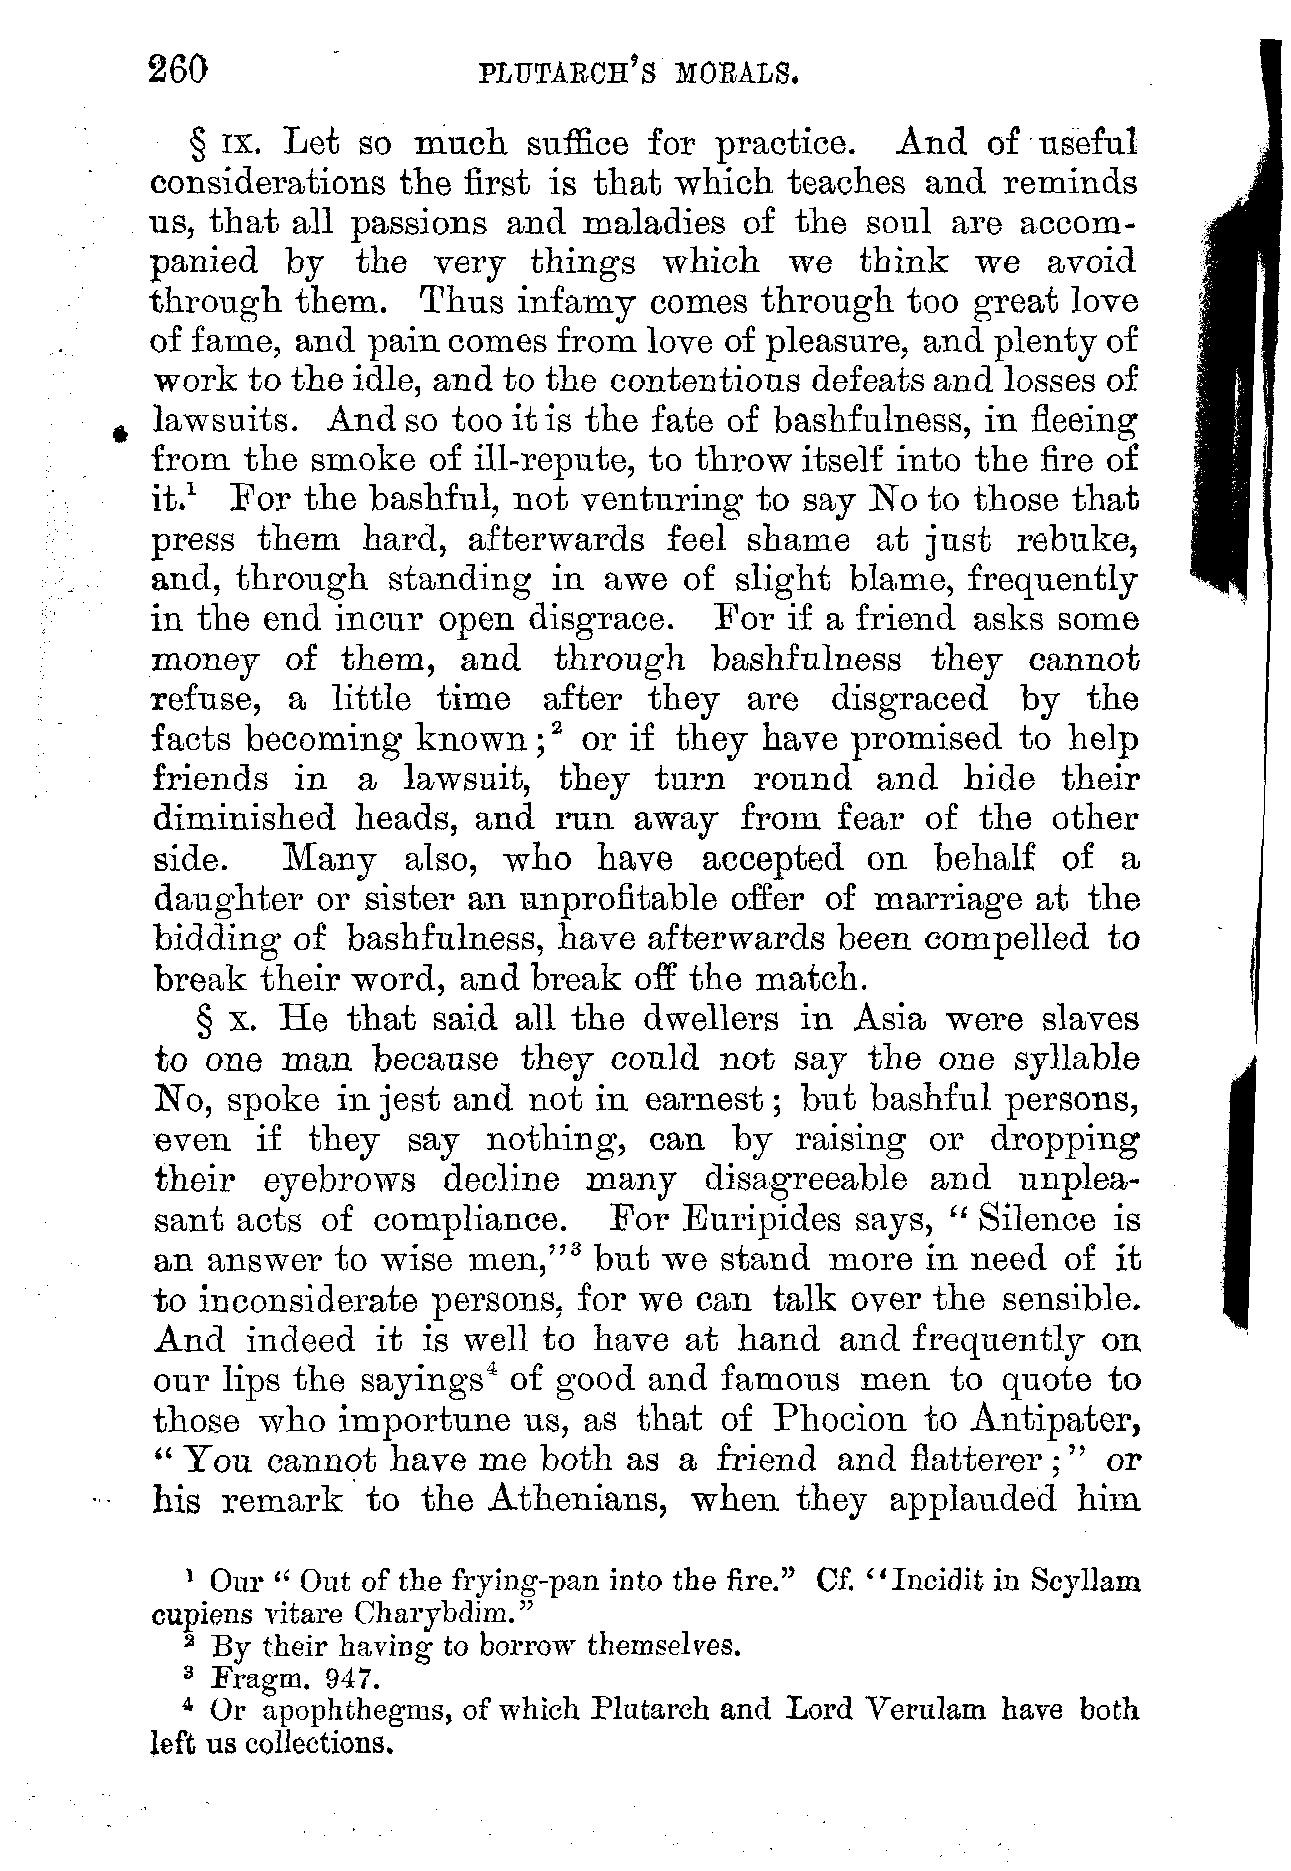 260 PLUTARCH'S MORALS.
§ IX. Let so much suffice for practice. And of useful
considerations the first is that which teaches and reminds
us, that all passions and maladies of the soul are accom-
panied by the very things which we think we avoid
through them. Thus infamy comes through too great love
of fame, and pain comes from love of pleasure, and plenty of
work to the idle, and to the contentious defeats and losses of
lawsuits. And so too it is the fate of bashfulness, in fleeing
from the smoke of ill-repute, to throw itself into the fire of
it.¹ For the bashful, not venturing to say No to those that
press them hard, afterwards feel shame at just rebuke,
and, through standing in awe of slight blame, frequently
in the end incur open disgrace. For if a friend asks some
money of them, and through bashfulness they cannot
refuse, a little time after they are disgraced by the
facts becoming known;² or if they have promised to help
friends in a lawsuit, they turn round and hide their
diminished heads, and run away from fear of the other
side. Many also, who have accepted on behalf of a
daughter or sister an unprofitable offer of marriage at the
bidding of bashfulness, have afterwards been compelled to
break their word, and break off the match.
§ X. He that said all the dwellers in Asia were slaves
to one man because they could not say the one syllable
No, spoke in jest and not in earnest; but bashful persons,
even if they say nothing, can by raising or dropping
their eyebrows decline many disagreeable and unplea-
sant acts of compliance. For Euripides says, "Silence is
an answer to wise men,"³ but we stand more in need of it
to inconsiderate persons, for we can talk over the sensible.
And indeed it is well to have at hand and frequently on
our lips the sayings⁴ of good and famous men to quote to
those who importune us, as that of Phocion to Antipater,
"You cannot have me both as a friend and flatterer;" or
his remark to the Athenians, when they applauded him
¹ Our "Out of the frying-pan into the fire." Cf. "Incidit in Scyllam
cupiens vitare Charybdim."
² By their having to borrow themselves.
³ Fragm. 947.
⁴ Or apophthegms, of which Plutarch and Lord Verulam have both
left us collections.